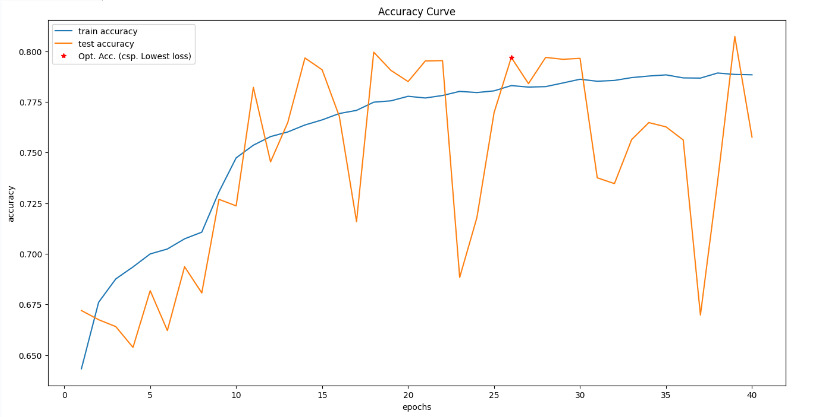 Accuracy Curve
train accuracy
test accuracy
Opt. Acc. (csp. Lowest loss)
accuracy
0.800
0.775
0.750
0.725
0.700
0.675
0.650
0 5 10 15 20 25 30 35 40
epochs